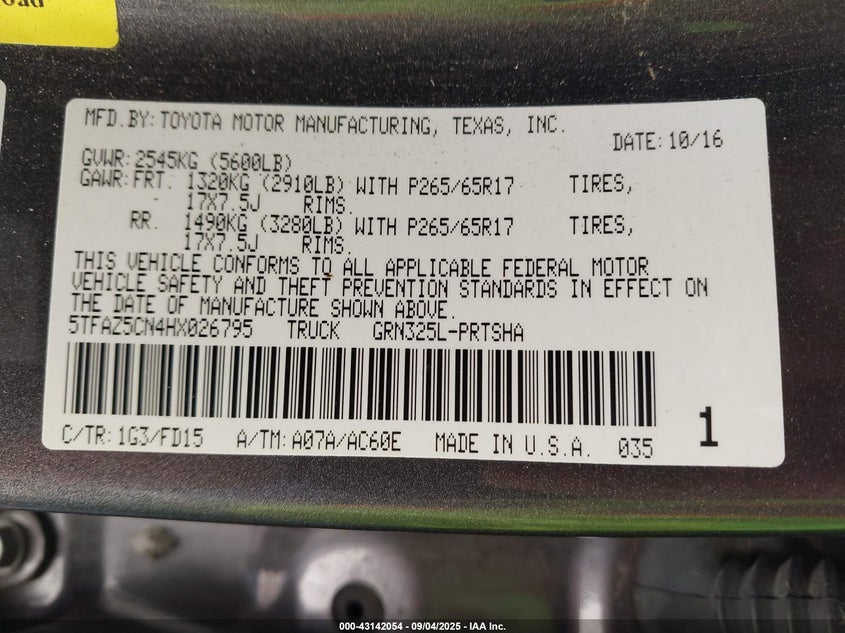 oad
MFD.BY: TOYOTA MOTOR MANUFACTURING, TEXAS, INC.
DATE: 10/16
GVWR: 2545KG (5600LB)
GAWR: FRT. 1320KG (2910LB) WITH P265/65R17 TIRES,
17X7.5J RIMS.
RR. 1490KG (3280LB) WITH P265/65R17 TIRES,
17X7.5J RIMS.
THIS VEHICLE CONFORMS TO ALL APPLICABLE FEDERAL MOTOR
VEHICLE SAFETY AND THEFT PREVENTION STANDARDS IN EFFECT ON
THE DATE OF MANUFACTURE SHOWN ABOVE.
5TFAZ5CN4HX026795 TRUCK GRN325L-PRTSHA
C/TR: 1G3/FD15 A/TM: A07A/AC60E MADE IN U.S.A. 035 1
000-43142054 - 09/04/2025 - IAA Inc.